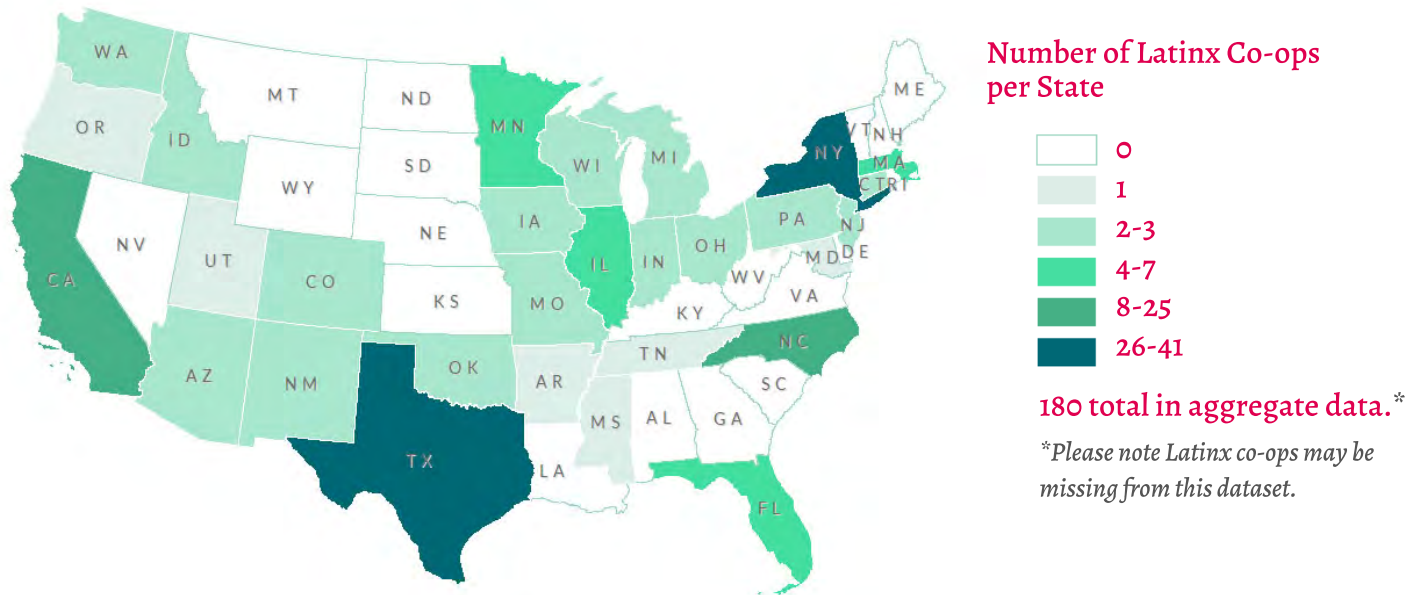 WA
MT
ND
MN
ME
OR
ID
SD
WI
MI
VT
NH
NY
MA
WY
CT
RI
IA
PA
NE
NJ
NV
UT
OH
IL
IN
MD
DE
CA
CO
WV
KS
MO
VA
KY
NC
TN
AZ
NM
OK
AR
SC
MS
AL
GA
TX
LA
FL
Number of Latinx Co-ops
per State
0
1
2-3
4-7
8-25
26-41
180 total in aggregate data.*
*Please note Latinx co-ops may be
missing from this dataset.